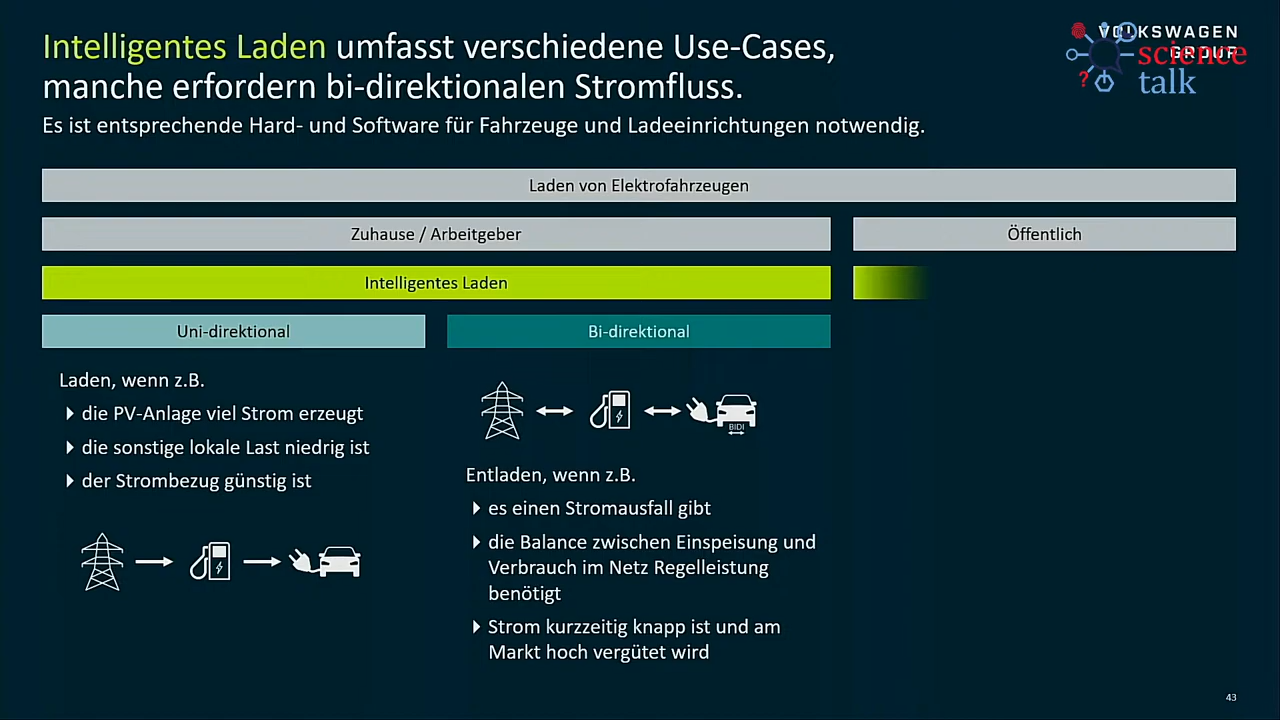 Intelligentes Laden umfasst verschiedene Use-Cases,
manche erfordern bi-direktionalen Stromfluss.
Es ist entsprechende Hard- und Software für Fahrzeuge und Ladeeinrichtungen notwendig.
VOLKSWAGEN
GROUP
science
talk
?
Laden von Elektrofahrzeugen
Zuhause / Arbeitgeber
Öffentlich
Intelligentes Laden
Uni-direktional
Bi-direktional
Laden, wenn z.B.
die PV-Anlage viel Strom erzeugt
die sonstige lokale Last niedrig ist
der Strombezug günstig ist
BIDI
Entladen, wenn z.B.
es einen Stromausfall gibt
die Balance zwischen Einspeisung und
Verbrauch im Netz Regelleistung
benötigt
Strom kurzzeitig knapp ist und am
Markt hoch vergütet wird
43